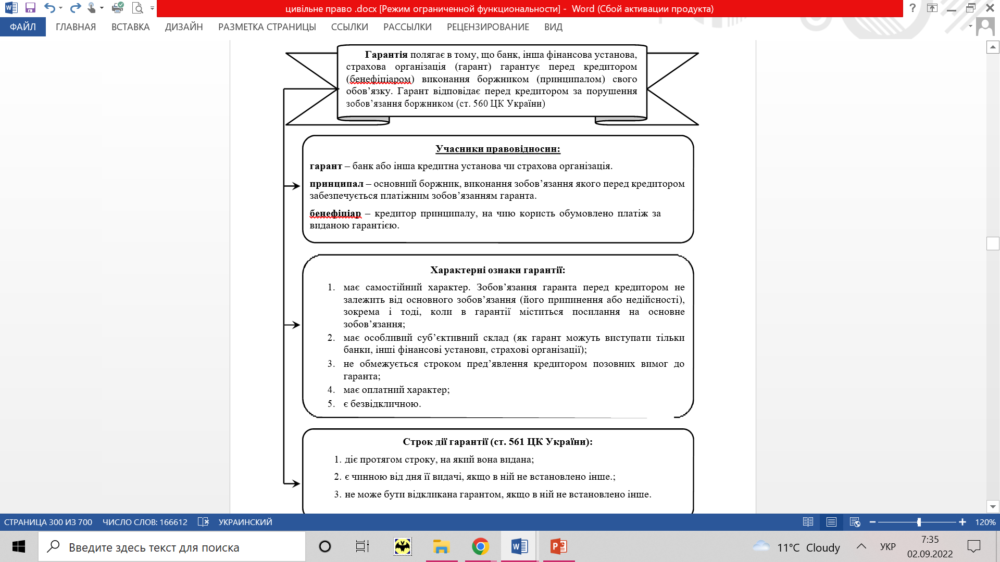 цивільне право .docx [Режим ограниченной функциональности] - Word (Сбой активации продукта)
ФАЙЛ ГЛАВНАЯ ВСТАВКА ДИЗАЙН РАЗМЕТКА СТРАНИЦЫ ССЫЛКИ РАССЫЛКИ РЕЦЕНЗИРОВАНИЕ ВИД
Гарантія полягає в тому, що банк, інша фінансова установа,
страхова організація (гарант) гарантує перед кредитором
(бенефіціаром) виконання боржником (принципалом) свого
обов’язку. Гарант відповідає перед кредитором за порушення
зобов’язання боржником (ст. 560 ЦК України)
Учасники правовідносин:
гарант – банк або інша кредитна установа чи страхова організація.
принципал – основний боржник, виконання зобов’язання якого перед кредитором
забезпечується платіжним зобов’язанням гаранта.
бенефіціар – кредитор принципалу, на чию користь обумовлено платіж за
виданою гарантією.
Характерні ознаки гарантії:
1. має самостійний характер. Зобов’язання гаранта перед кредитором не
залежить від основного зобов’язання (його припинення або недійсності),
зокрема і тоді, коли в гарантії міститься посилання на основне
зобов’язання;
2. має особливий суб’єктивний склад (як гарант можуть виступати тільки
банки, інші фінансові установи, страхові організації);
3. не обмежується строком пред’явлення кредитором позовних вимог до
гаранта;
4. має оплатний характер;
5. є безвідкличною.
Строк дії гарантії (ст. 561 ЦК України):
1. діє протягом строку, на який вона видана;
2. є чинною від дня її видачі, якщо в ній не встановлено інше.;
3. не може бути відкликана гарантом, якщо в ній не встановлено інше.
СТРАНИЦА 300 ИЗ 700 ЧИСЛО СЛОВ: 166612 УКРАИНСКИЙ 120%
Введите здесь текст для поиска
11°C Cloudy
УКР
7:35
02.09.2022